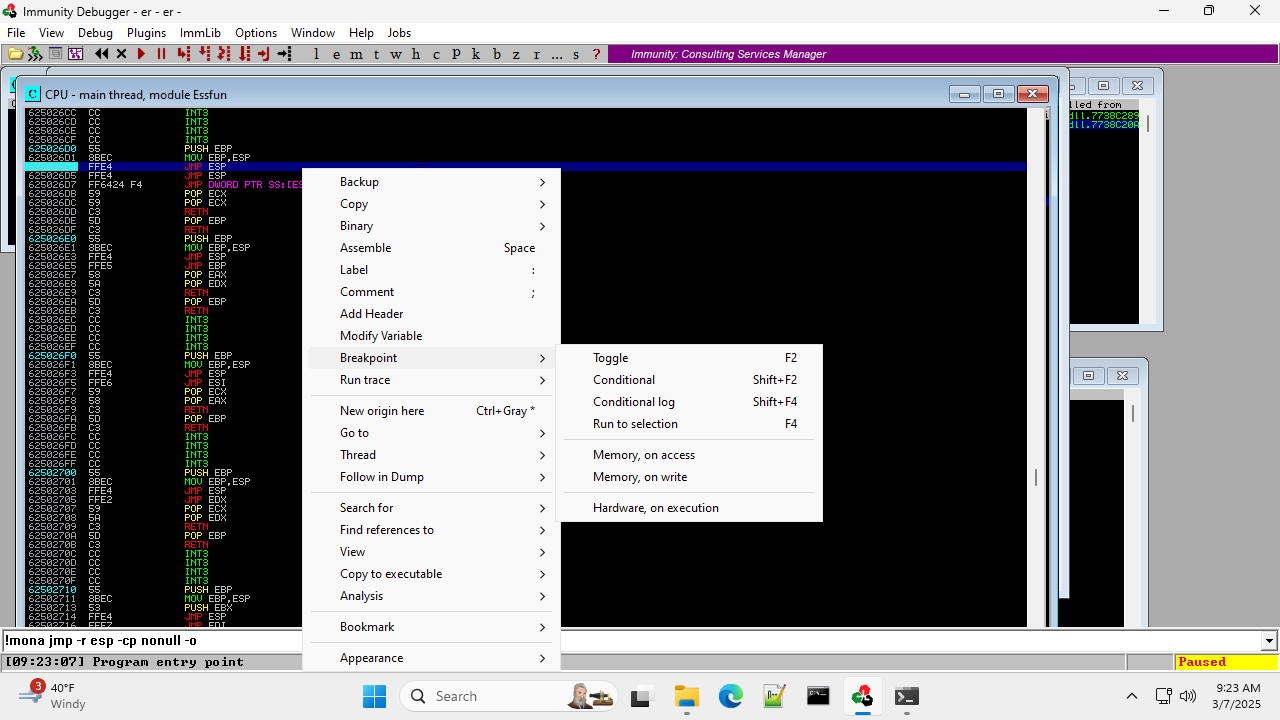 Immunity Debugger - er - er -
File View Debug Plugins ImmLib Options Window Help Jobs
l e m t w h c P k b z r ... s ?
Immunity: Consulting Services Manager
CPU - main thread, module Essfun
lled from
dll.7738C289
dll.7738C20A
625026CC CC INT3
625026CD CC INT3
625026CE CC INT3
625026CF CC INT3
625026D0 55 PUSH EBP
625026D1 8BEC MOV EBP,ESP
FFE4 JMP ESP
625026D5 FFE4 JMP ESP
625026D7 FF6424 F4 JMP DWORD PTR SS:[ES
625026DB 59 POP ECX
625026DC 59 POP ECX
625026DD C3 RETN
625026DE 5D POP EBP
625026DF C3 RETN
625026E0 55 PUSH EBP
625026E1 8BEC MOV EBP,ESP
625026E3 FFE4 JMP ESP
625026E5 FFE5 JMP EBP
625026E7 58 POP EAX
625026E8 5A POP EDX
625026E9 C3 RETN
625026EA 5D POP EBP
625026EB C3 RETN
625026EC CC INT3
625026ED CC INT3
625026EE CC INT3
625026EF CC INT3
625026F0 55 PUSH EBP
625026F1 8BEC MOV EBP,ESP
625026F3 FFE4 JMP ESP
625026F5 FFE6 JMP ESI
625026F7 59 POP ECX
625026F8 58 POP EAX
625026F9 C3 RETN
625026FA 5D POP EBP
625026FB C3 RETN
625026FC CC INT3
625026FD CC INT3
625026FE CC INT3
625026FF CC INT3
62502700 55 PUSH EBP
62502701 8BEC MOV EBP,ESP
62502703 FFE4 JMP ESP
62502705 FFE2 JMP EDX
62502707 59 POP ECX
62502708 5A POP EDX
62502709 C3 RETN
6250270A 5D POP EBP
6250270B C3 RETN
6250270C CC INT3
6250270D CC INT3
6250270E CC INT3
6250270F CC INT3
62502710 55 PUSH EBP
62502711 8BEC MOV EBP,ESP
62502713 53 PUSH EBX
62502714 FFE4 JMP ESP
62502716 FFE7 JMP EDI
Backup
Copy
Binary
Assemble Space
Label :
Comment ;
Add Header
Modify Variable
Breakpoint
Run trace
New origin here Ctrl+Gray *
Go to
Thread
Follow in Dump
Search for
Find references to
View
Copy to executable
Analysis
Bookmark
Appearance
Toggle F2
Conditional Shift+F2
Conditional log Shift+F4
Run to selection F4
Memory, on access
Memory, on write
Hardware, on execution
!mona jmp -r esp -cp nonull -o
[09:23:07] Program entry point
Paused
3
40°F
Windy
Search
9:23 AM
3/7/2025